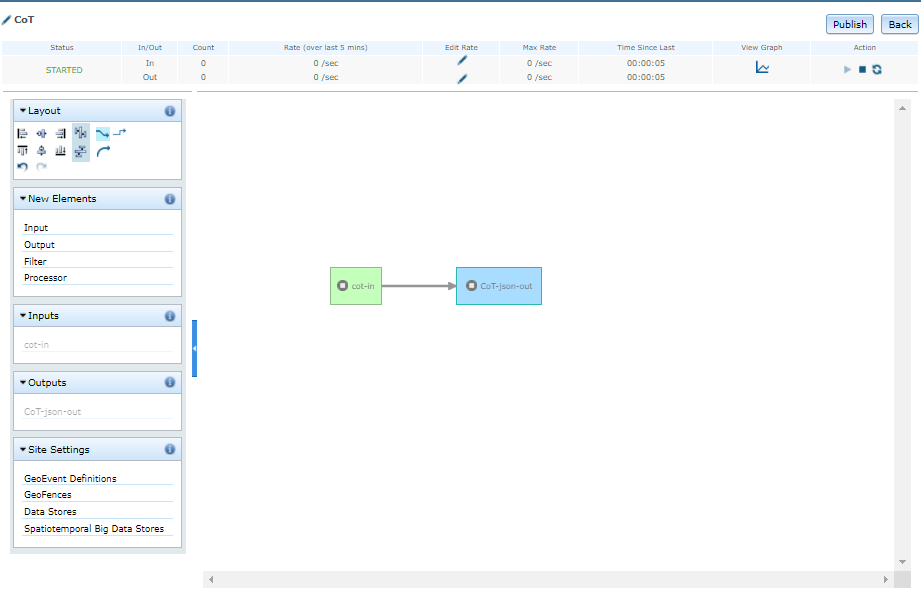 CoT
Publish Back
Status In/Out Count Rate (over last 5 mins) Edit Rate Max Rate Time Since Last View Graph Action
STARTED
In 0 0 /sec 0 /sec 00:00:05
Out 0 0 /sec 0 /sec 00:00:05
Layout
New Elements
Input
Output
Filter
Processor
Inputs
cot-in
Outputs
CoT-json-out
Site Settings
GeoEvent Definitions
GeoFences
Data Stores
Spatiotemporal Big Data Stores
cot-in
CoT-json-out